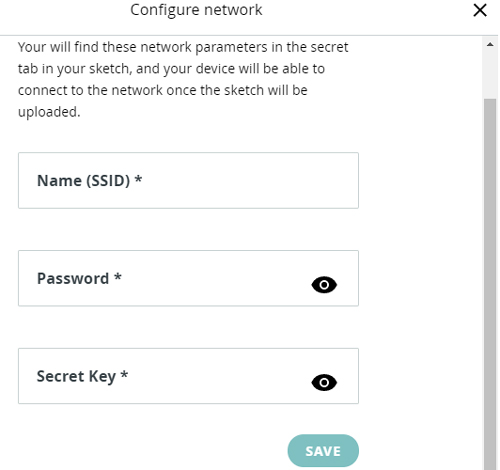 Configure network
Your will find these network parameters in the secret
tab in your sketch, and your device will be able to
connect to the network once the sketch will be
uploaded.
Name (SSID) *
Password *
Secret Key *
SAVE